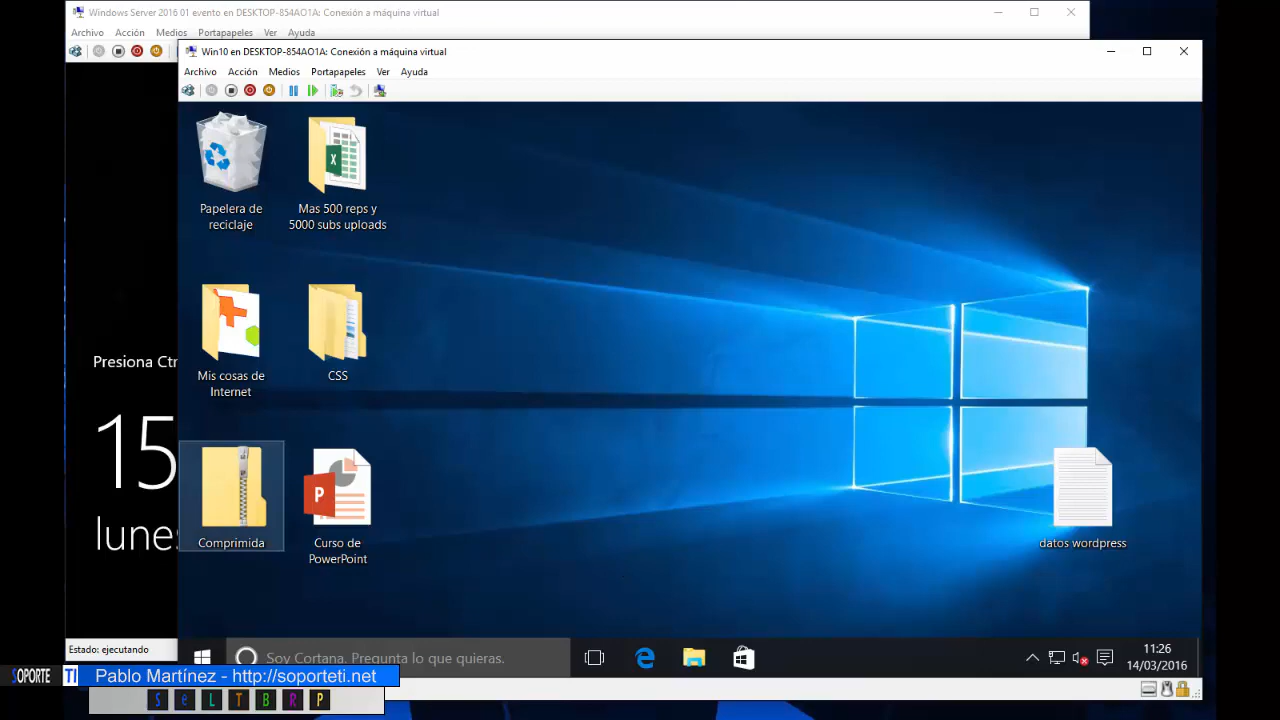 Windows Server 2016 01 evento en DESKTOP-854AO1A: Conexión a máquina virtual
Archivo Acción Medios Portapapeles Ver Ayuda
Win10 en DESKTOP-854AO1A: Conexión a máquina virtual
Archivo Acción Medios Portapapeles Ver Ayuda
Papelera de
reciclaje
Mas 500 reps y
5000 subs uploads
Presiona Ctr
Mis cosas de
Internet
CSS
15
lunes
Comprimida
Curso de
PowerPoint
datos wordpress
Estado: ejecutando
Soy Cortana. Pregunta lo que quieras.
11:26
14/03/2016
SOPORTE TI Pablo Martínez - http://soporteti.net
S e L T B R P